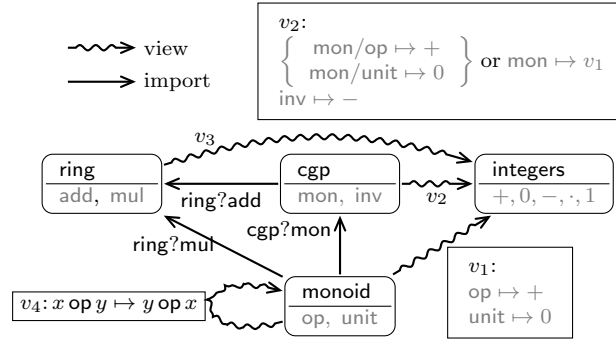 view
import
v₂:
{ mon/op ↦ +
mon/unit ↦ 0 } or mon ↦ v₁
inv ↦ −
v₃
ring
add, mul
cgp
mon, inv
integers
+, 0, −, ·, 1
ring?add
v₂
ring?mul
cgp?mon
v₁:
op ↦ +
unit ↦ 0
monoid
op, unit
v₄: x op y ↦ y op x